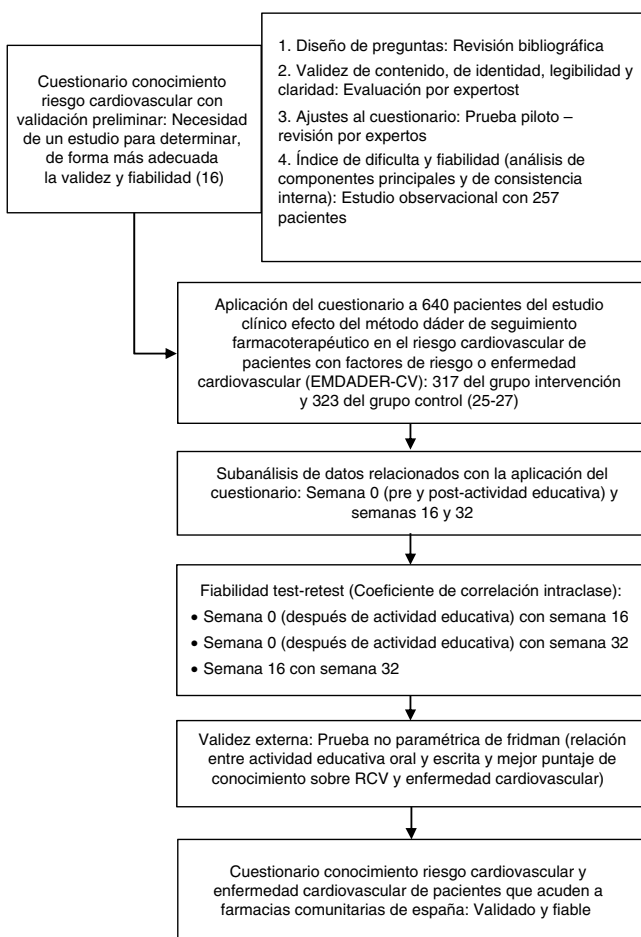 Cuestionario conocimiento
riesgo cardiovascular con
validación preliminar: Necesidad
de un estudio para determinar,
de forma más adecuada
la validez y fiabilidad (16)
1. Diseño de preguntas: Revisión bibliográfica
2. Validez de contenido, de identidad, legibilidad y
claridad: Evaluación por expertost
3. Ajustes al cuestionario: Prueba piloto –
revisión por expertos
4. Índice de dificulta y fiabilidad (análisis de
componentes principales y de consistencia
interna): Estudio observacional con 257
pacientes
Aplicación del cuestionario a 640 pacientes del estudio
clínico efecto del método dáder de seguimiento
farmacoterapéutico en el riesgo cardiovascular de
pacientes con factores de riesgo o enfermedad
cardiovascular (EMDADER-CV): 317 del grupo intervención
y 323 del grupo control (25-27)
Subanálisis de datos relacionados con la aplicación del
cuestionario: Semana 0 (pre y post-actividad educativa) y
semanas 16 y 32
Fiabilidad test-retest (Coeficiente de correlación intraclase):
• Semana 0 (después de actividad educativa) con semana 16
• Semana 0 (después de actividad educativa) con semana 32
• Semana 16 con semana 32
Validez externa: Prueba no paramétrica de fridman (relación
entre actividad educativa oral y escrita y mejor puntaje de
conocimiento sobre RCV y enfermedad cardiovascular)
Cuestionario conocimiento riesgo cardiovascular y
enfermedad cardiovascular de pacientes que acuden a
farmacias comunitarias de españa: Validado y fiable